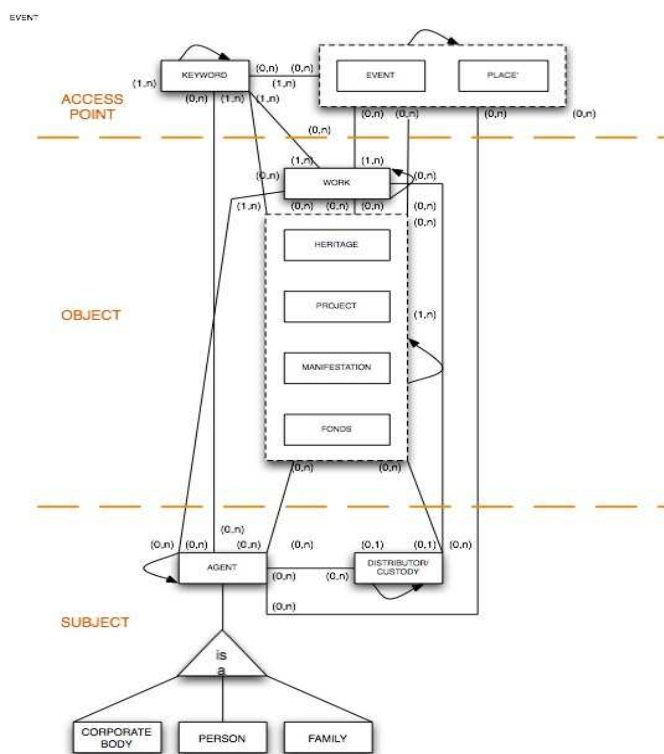 EVENT
(0,n) (0,n)
KEYWORD
EVENT
PLACE'
(1,n)
(1,n)
(0,n) (1,n) (1,n)
ACCESS
POINT
(0,n) (0,n) (0,n) (0,n)
(0,n)
(1,n) (1,n)
(0,n) (0,n)
WORK
(1,n) (0,n) (0,n) (0,n) (0,n)
(0,n)
HERITAGE
PROJECT
OBJECT
(1,n)
MANIFESTATION
FONDS
(0,n) (0,n)
(0,n)
(0,n) (0,n) (0,n) (0,n) (0,1) (0,1) (0,n)
AGENT
DISTRIBUTOR/
CUSTODY
(0,n) (0,n)
(0,n)
SUBJECT
is
a
CORPORATE
BODY
PERSON
FAMILY